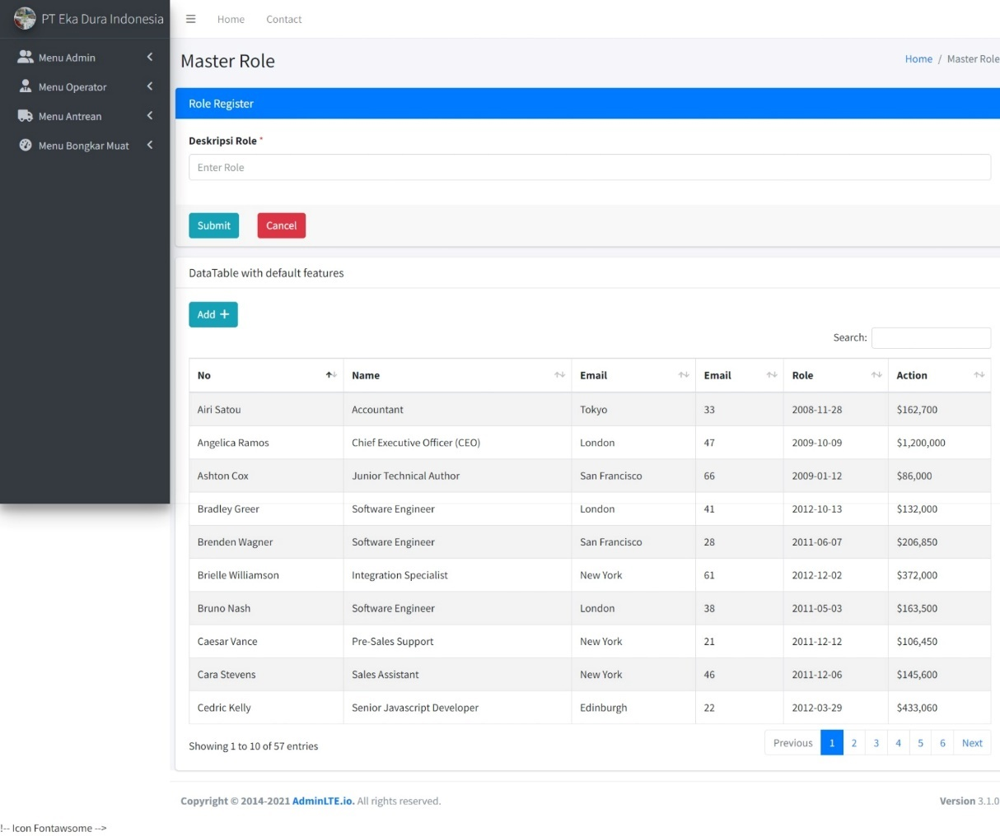 PT Eka Dura Indonesia
Home Contact
Menu Admin
Menu Operator
Menu Antrean
Menu Bongkar Muat
Master Role
Home / Master Role
Role Register
Deskripsi Role *
Enter Role
Submit Cancel
DataTable with default features
Add +
Search:
No Name Email Email Role Action
Airi Satou Accountant Tokyo 33 2008-11-28 $162,700
Angelica Ramos Chief Executive Officer (CEO) London 47 2009-10-09 $1,200,000
Ashton Cox Junior Technical Author San Francisco 66 2009-01-12 $86,000
Bradley Greer Software Engineer London 41 2012-10-13 $132,000
Brenden Wagner Software Engineer San Francisco 28 2011-06-07 $206,850
Brielle Williamson Integration Specialist New York 61 2012-12-02 $372,000
Bruno Nash Software Engineer London 38 2011-05-03 $163,500
Caesar Vance Pre-Sales Support New York 21 2011-12-12 $106,450
Cara Stevens Sales Assistant New York 46 2011-12-06 $145,600
Cedric Kelly Senior Javascript Developer Edinburgh 22 2012-03-29 $433,060
Showing 1 to 10 of 57 entries
Previous 1 2 3 4 5 6 Next
Copyright © 2014-2021 AdminLTE.io. All rights reserved.
Version 3.1.0
!-- Icon Fontawsome -->